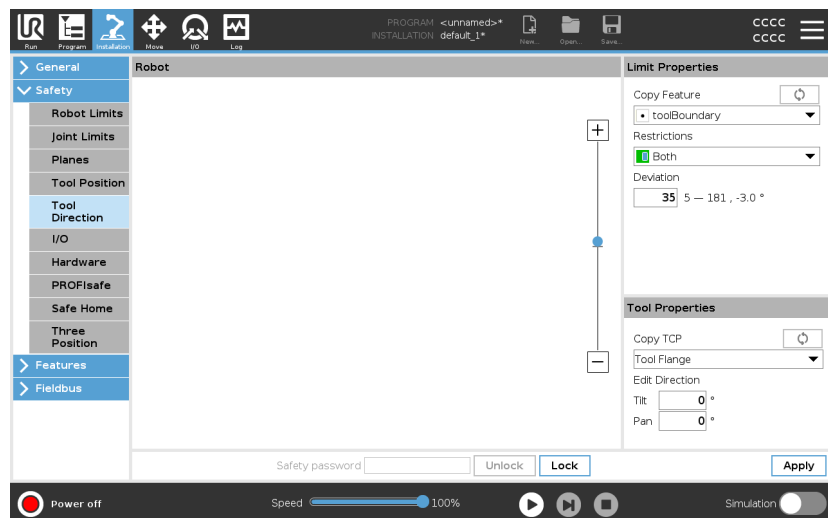 PROGRAM <unnamed>*
INSTALLATION default_1*
Run Program Installation Move I/O Log New... Open... Save...
CCCC
CCCC
General
Safety
Robot Limits
Joint Limits
Planes
Tool Position
Tool
Direction
I/O
Hardware
PROFIsafe
Safe Home
Three
Position
Features
Fieldbus
Robot
Safety password Unlock Lock
Limit Properties
Copy Feature
toolBoundary
Restrictions
Both
Deviation
35 5 — 181 , -3.0 °
Tool Properties
Copy TCP
Tool Flange
Edit Direction
Tilt 0 °
Pan 0 °
Apply
Power off Speed 100% Simulation